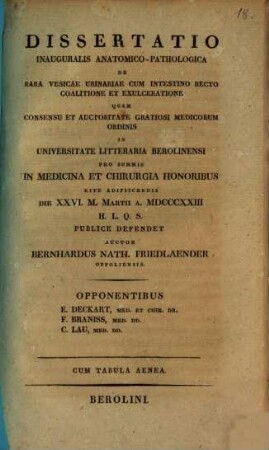 18.
DISSERTATIO
INAUGURALIS ANATOMICO-PATHOLOGICA
DE
RARA VESICAE URINARIAE CUM INTESTINO RECTO
COALITIONE ET EXULCERATIONE
QUAM
CONSENSU ET AUCTORITATE GRATIOSI MEDICORUM
ORDINIS
IN
UNIVERSITATE LITTERARIA BEROLINENSI
PRO SUMMIS
IN MEDICINA ET CHIRURGIA HONORIBUS
RITE ADIPISCENDIS
DIE XXVI. M. MARTII A. MDCCCXXIII
H. L. Q. S.
PUBLICE DEFENDET
AUCTOR
BERNHARDUS NATH. FRIEDLAENDER
OPPOLIENSIS.
OPPONENTIBUS
E. DECKART, MED. ET CHIR. DR.
F. BRANISS, MED. DD.
C. LAU, MED. DD.
CUM TABULA AENEA.
BEROLINI.